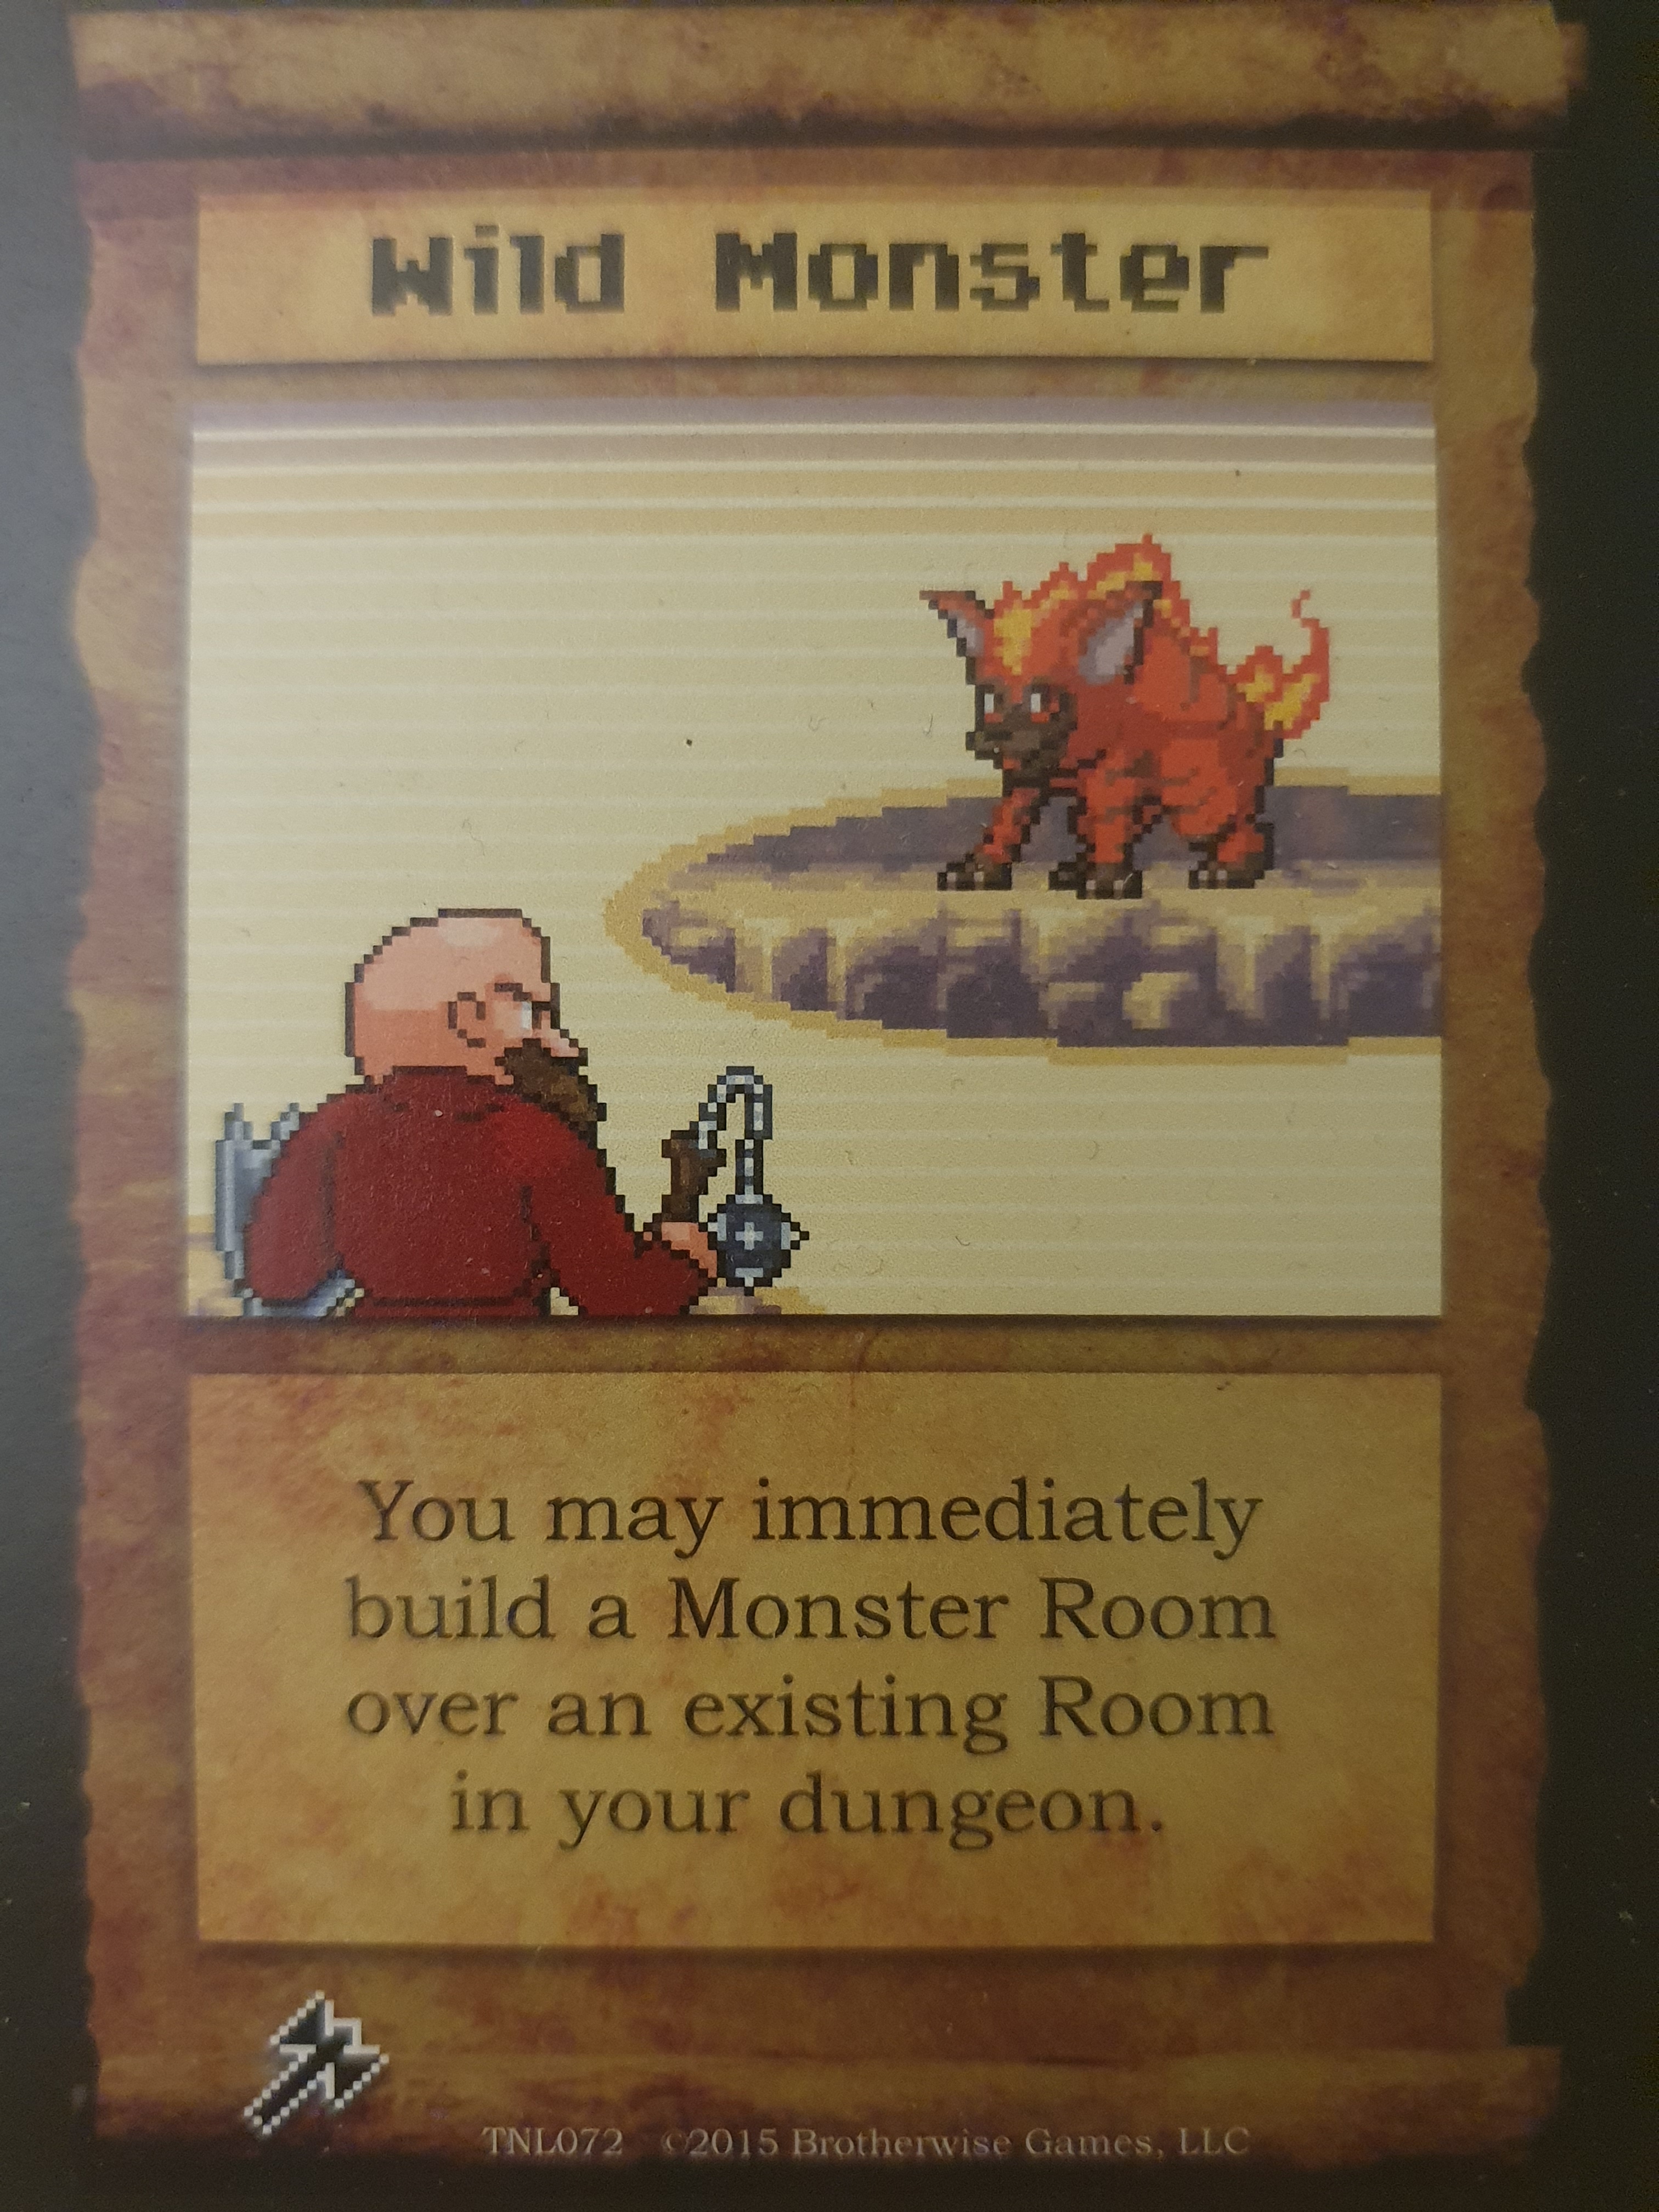 Wild Monster
You may immediately
build a Monster Room
over an existing Room
in your dungeon.
TNL072 ©2015 Brotherwise Games, LLC